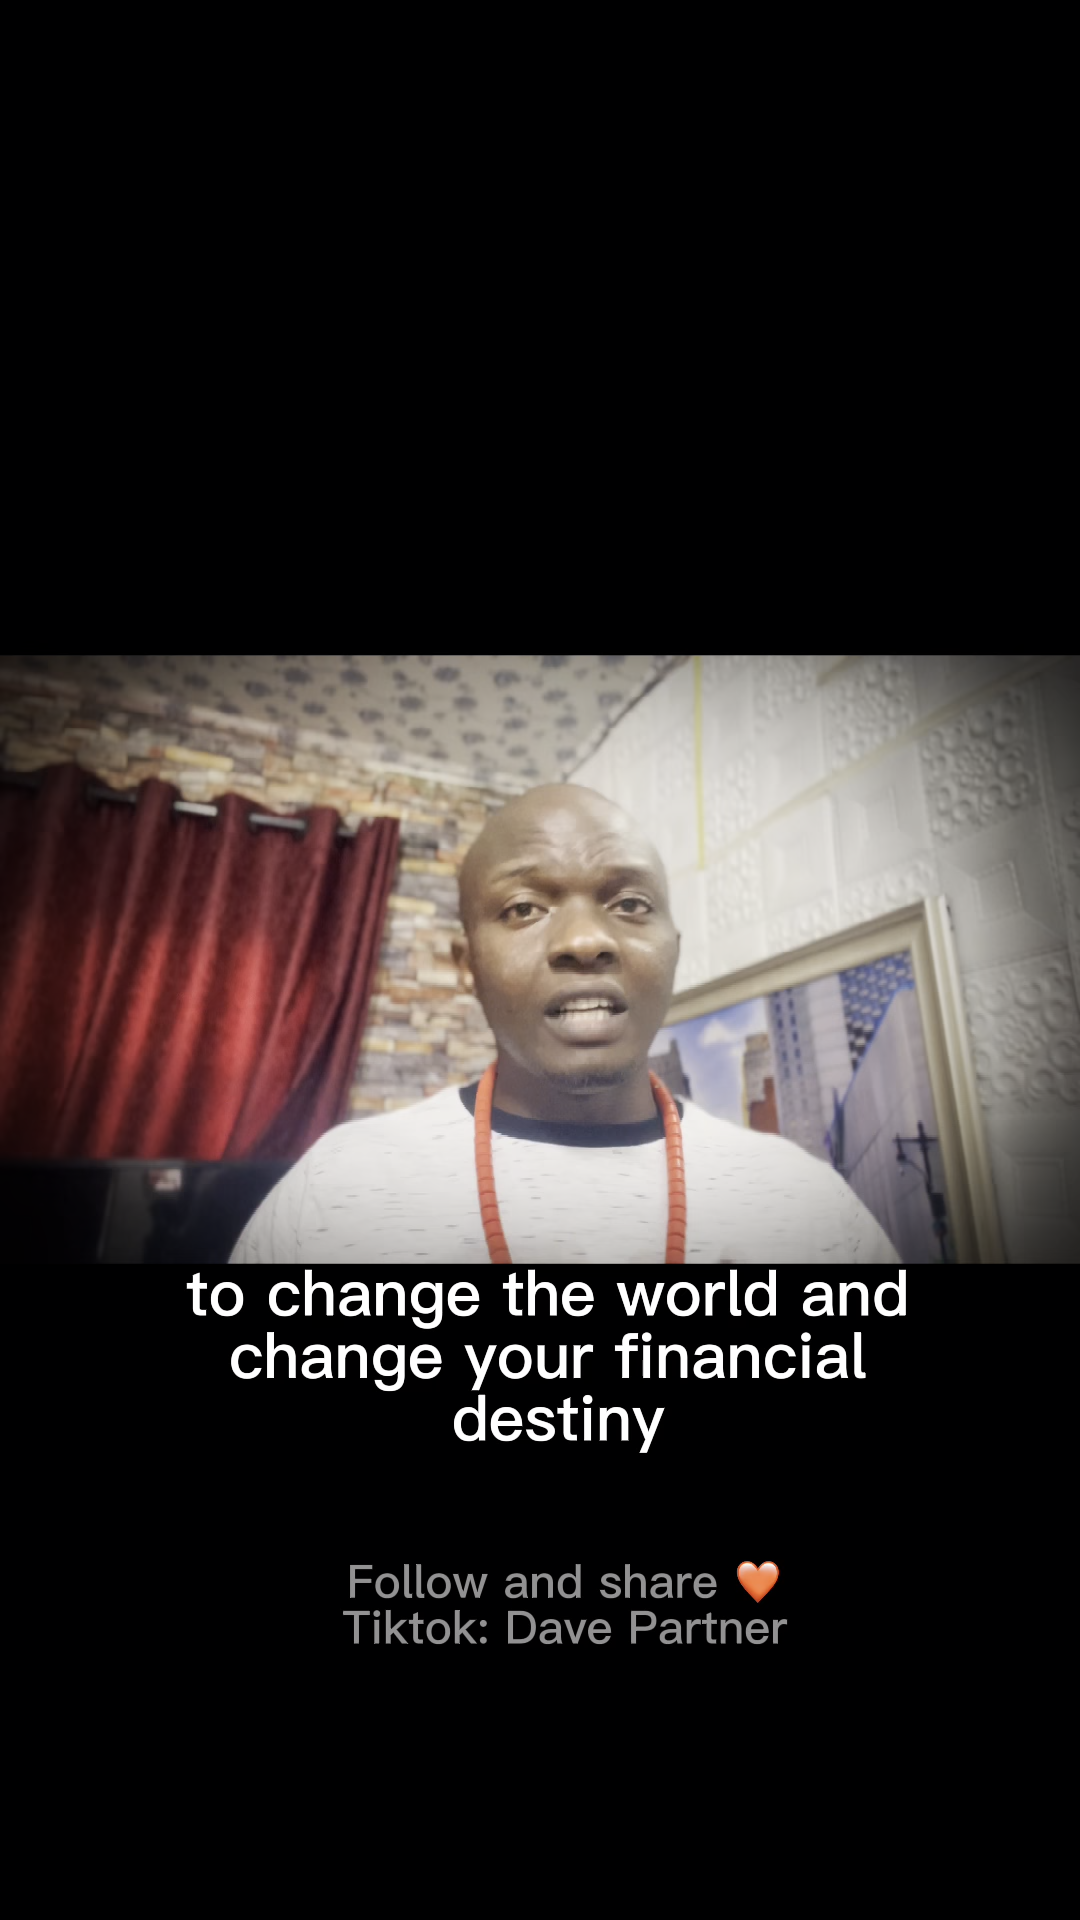 to change the world and
change your financial
destiny
Follow and share 🧡
Tiktok: Dave Partner